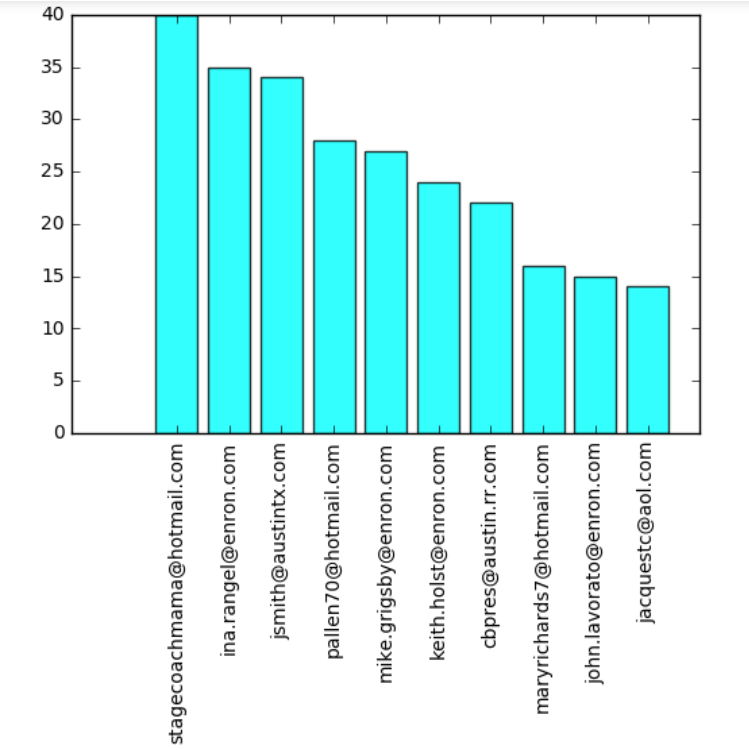 40
35
30
25
20
15
10
5
0
stagecoachmama@hotmail.com
ina.rangel@enron.com
jsmith@austintx.com
pallen70@hotmail.com
mike.grigsby@enron.com
keith.holst@enron.com
cbpres@austin.rr.com
maryrichards7@hotmail.com
john.lavorato@enron.com
jacquestc@aol.com